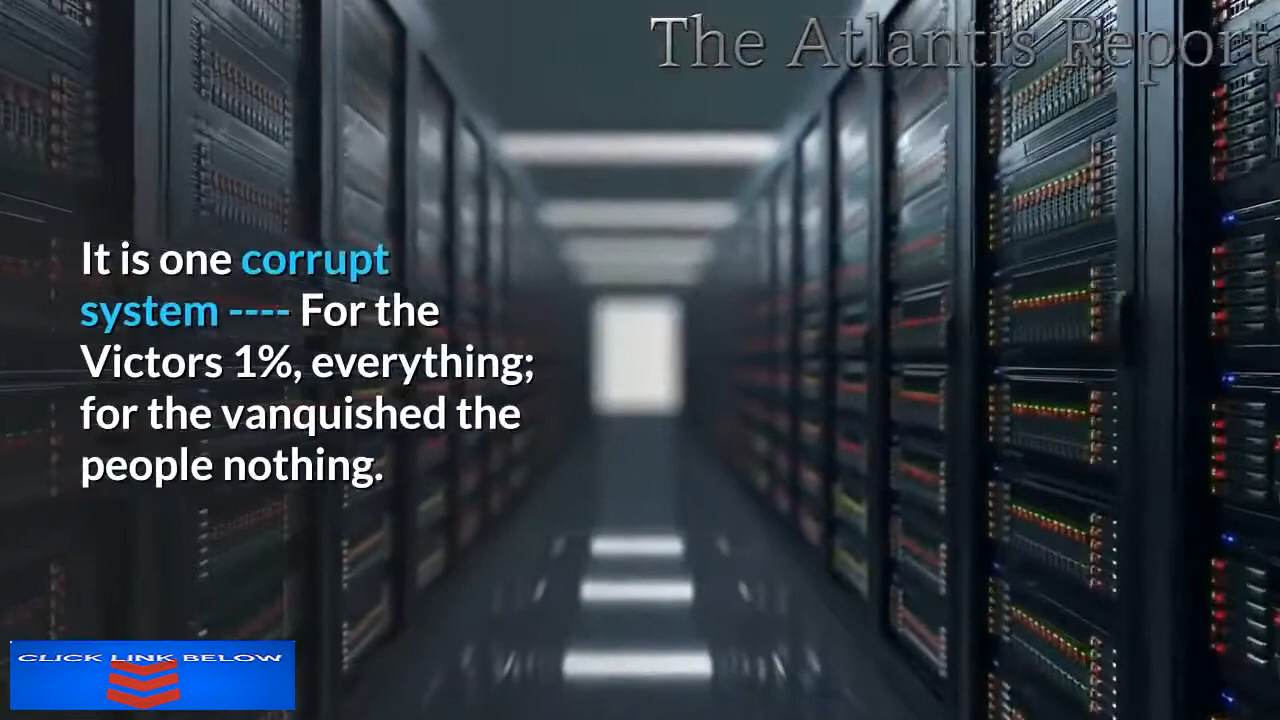 The Atlantis Report
It is one corrupt
system ---- For the
Victors 1%, everything;
for the vanquished the
people nothing.
CLICK LINK BELOW